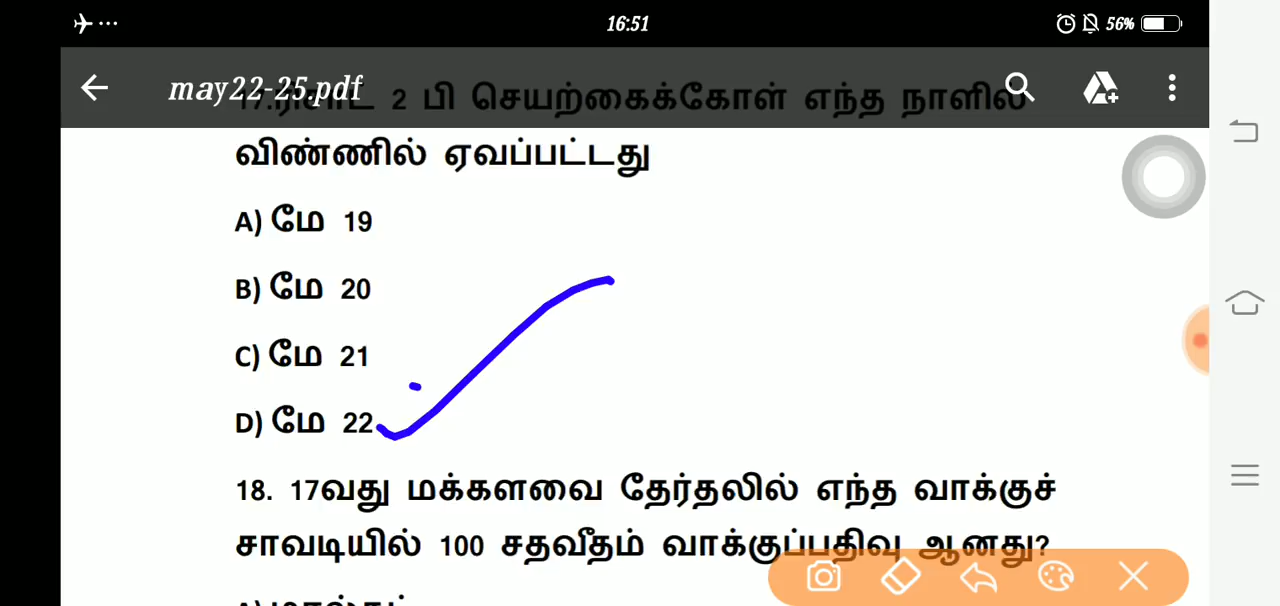 16:51
56%
may22-25.pdf
2 பி செயற்கைக்கோள் எந்த நாளில்
விண்ணில் ஏவப்பட்டது
A) மே 19
B) மே 20
C) மே 21
D) மே 22
18. 17வது மக்களவை தேர்தலில் எந்த வாக்குச்
சாவடியில் 100 சதவீதம் வாக்குப்பதிவு ஆனது?